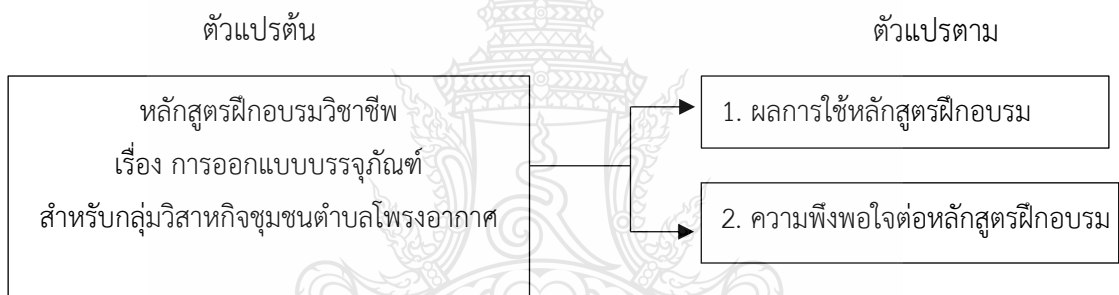 ตัวแปรต้น
ตัวแปรตาม
หลักสูตรฝึกอบรมวิชาชีพ
เรื่อง การออกแบบบรรจุภัณฑ์
สำหรับกลุ่มวิสาหกิจชุมชนตำบลโพรงอากาศ
1. ผลการใช้หลักสูตรฝึกอบรม
2. ความพึงพอใจต่อหลักสูตรฝึกอบรม